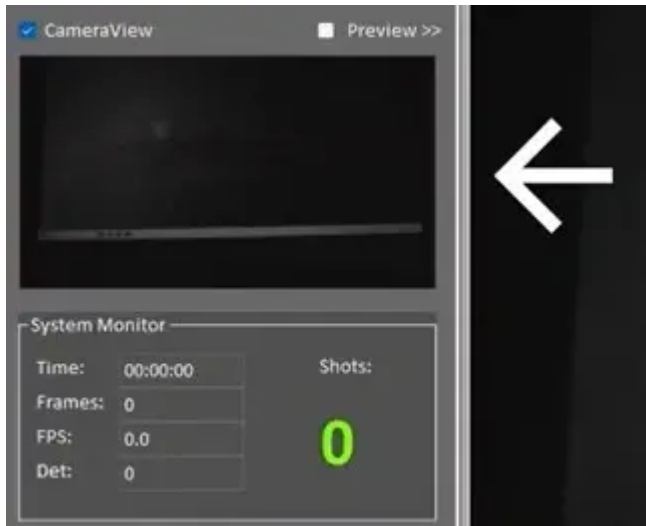 CameraView
Preview >>
System Monitor
Time: 00:00:00
Shots:
Frames: 0
FPS: 0.0
0
Det: 0